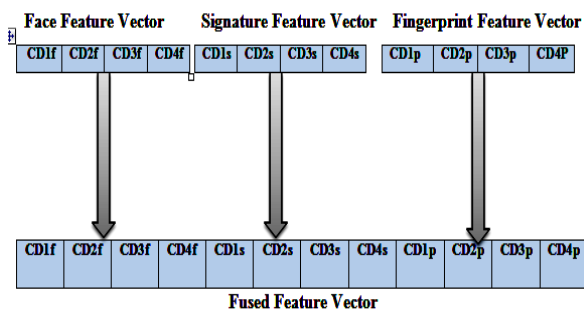 Face Feature Vector Signature Feature Vector Fingerprint Feature Vector
CD1f CD2f CD3f CD4f CD1s CD2s CD3s CD4s CD1p CD2p CD3p CD4P
CD1f CD2f CD3f CD4f CD1s CD2s CD3s CD4s CD1p CD2p CD3p CD4p
Fused Feature Vector